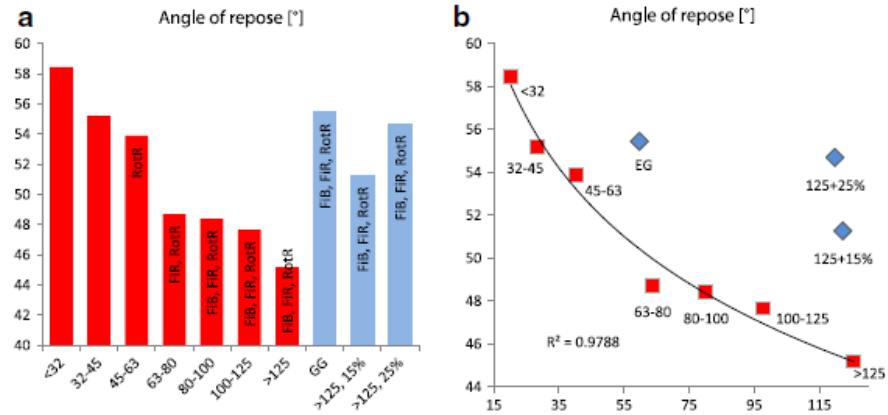 a
Angle of repose [°]
60
58
56
54
52
50
48
46
44
42
40
RotR
FiR, RotR
FiB, FiR, RotR
FiB, FiR, RotR
FiB, FiR, RotR
FiB, FiR, RotR
FiB, FiR, RotR
FiB, FiR, RotR
<32
32-45
45-63
63-80
80-100
100-125
>125
GG
>125, 15%
>125, 25%
b
Angle of repose [°]
60
58
56
54
52
50
48
46
44
<32
32-45
45-63
EG
125+25%
125+15%
63-80
80-100
100-125
>125
R² = 0.9788
15
35
55
75
95
115